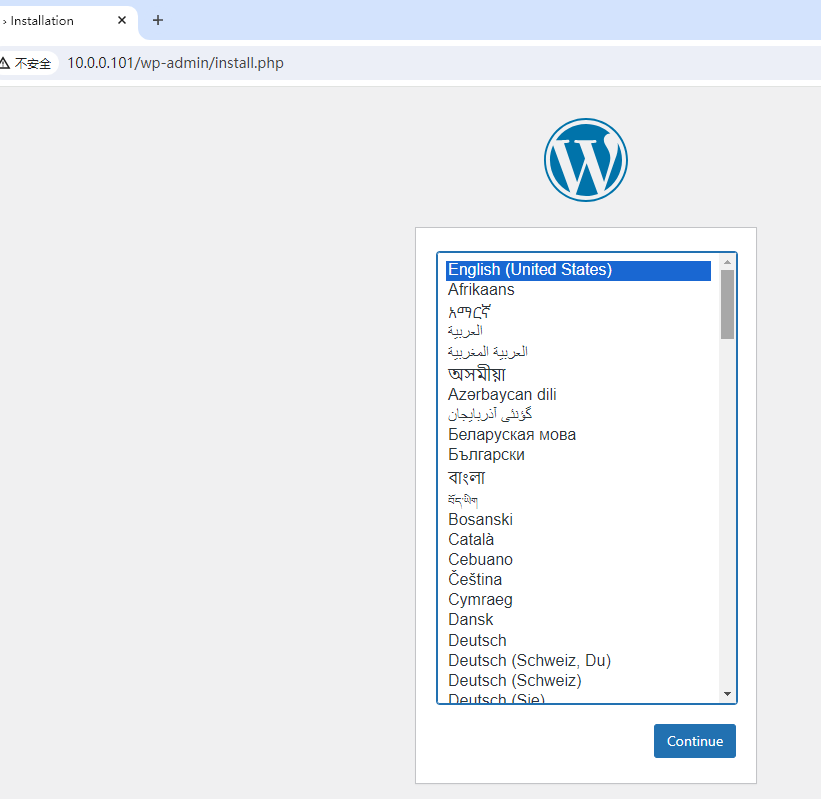 › Installation
不安全 10.0.0.101/wp-admin/install.php
English (United States)
Afrikaans
አማርኛ
العربية
العربية المغربية
অসমীয়া
Azərbaycan dili
گؤنئی آذربایجان
Беларуская мова
Български
বাংলা
བོད་ཡིག
Bosanski
Català
Cebuano
Čeština
Cymraeg
Dansk
Deutsch
Deutsch (Schweiz, Du)
Deutsch (Schweiz)
Deutsch (Sie)
Continue